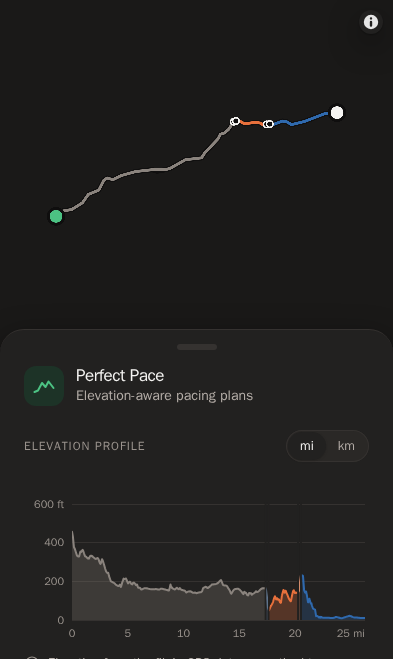 Perfect Pace
Elevation-aware pacing plans
ELEVATION PROFILE
mi km
600 ft
400
200
0
0 5 10 15 20 25 mi